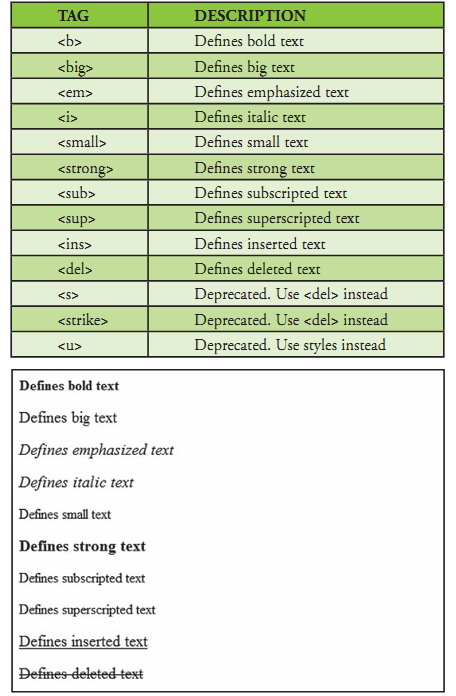 TAG DESCRIPTION
<b> Defines bold text
<big> Defines big text
<em> Defines emphasized text
<i> Defines italic text
<small> Defines small text
<strong> Defines strong text
<sub> Defines subscripted text
<sup> Defines superscripted text
<ins> Defines inserted text
<del> Defines deleted text
<s> Deprecated. Use <del> instead
<strike> Deprecated. Use <del> instead
<u> Deprecated. Use styles instead
Defines bold text
Defines big text
Defines emphasized text
Defines italic text
Defines small text
Defines strong text
Defines subscripted text
Defines superscripted text
Defines inserted text
Defines deleted text